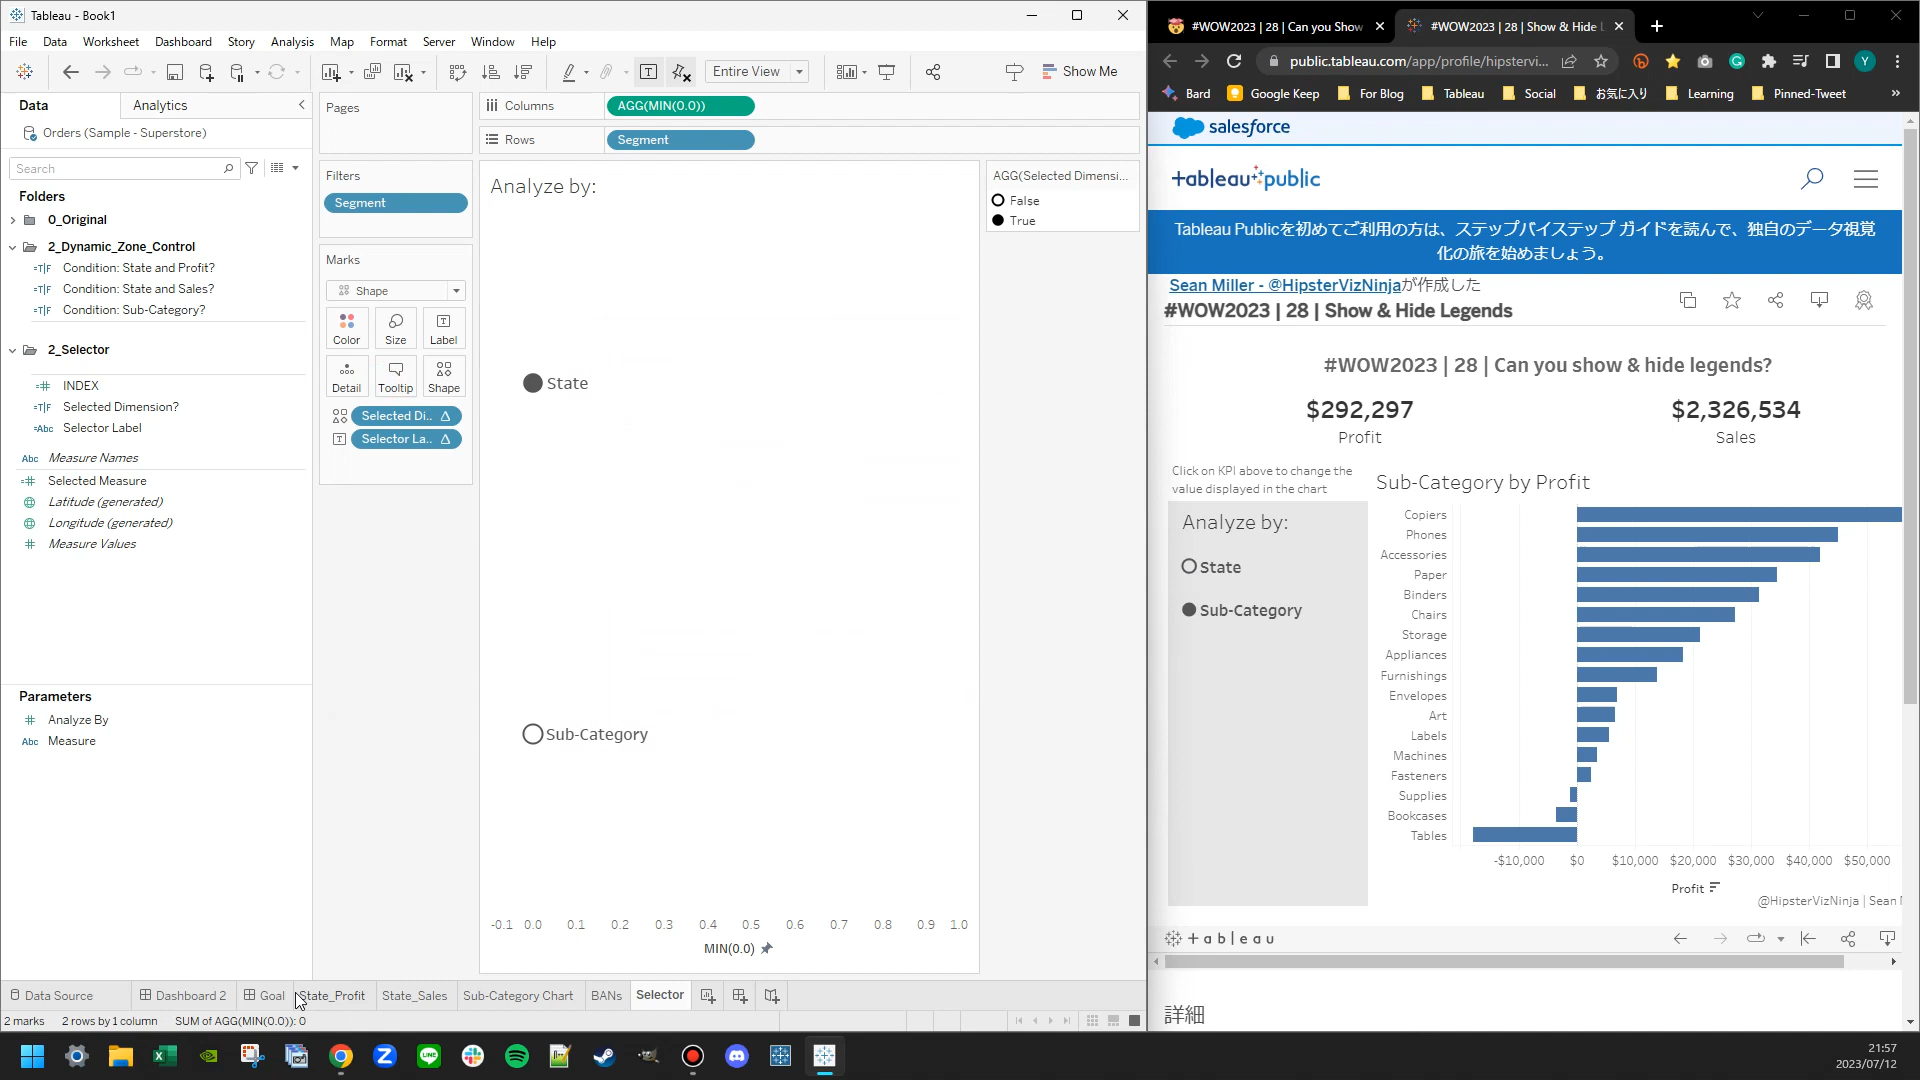 Tableau - Book1
File Data Worksheet Dashboard Story Analysis Map Format Server Window Help
Entire View
Show Me
Data
Analytics
Orders (Sample - Superstore)
Search
Folders
0_Original
2_Dynamic_Zone_Control
=T|F Condition: State and Profit?
=T|F Condition: State and Sales?
=T|F Condition: Sub-Category?
2_Selector
INDEX
=T|F Selected Dimension?
=Abc Selector Label
Abc Measure Names
Selected Measure
Latitude (generated)
Longitude (generated)
Measure Values
Parameters
Analyze By
Abc Measure
Pages
Filters
Segment
Marks
Shape
Color Size Label
Detail Tooltip Shape
Selected Di..
Selector La..
Columns
AGG(MIN(0.0))
Rows
Segment
Analyze by:
State
Sub-Category
-0.1 0.0 0.1 0.2 0.3 0.4 0.5 0.6 0.7 0.8 0.9 1.0
MIN(0.0)
AGG(Selected Dimensi...
False
True
Data Source Dashboard 2 Goal State_Profit State_Sales Sub-Category Chart BANs Selector
2 marks 2 rows by 1 column SUM of AGG(MIN(0.0)): 0
#WOW2023 | 28 | Can you Show
#WOW2023 | 28 | Show & Hide L
public.tableau.com/app/profile/hipstervi...
Y
Bard Google Keep For Blog Tableau Social お気に入り Learning Pinned-Tweet »
salesforce
+ableau+public
Tableau Publicを初めてご利用の方は、ステップバイステップ ガイドを読んで、独自のデータ視覚
化の旅を始めましょう。
Sean Miller - @HipsterVizNinjaが作成した
#WOW2023 | 28 | Show & Hide Legends
#WOW2023 | 28 | Can you show & hide legends?
$292,297
Profit
$2,326,534
Sales
Click on KPI above to change the
value displayed in the chart
Analyze by:
State
Sub-Category
Sub-Category by Profit
Copiers
Phones
Accessories
Paper
Binders
Chairs
Storage
Appliances
Furnishings
Envelopes
Art
Labels
Machines
Fasteners
Supplies
Bookcases
Tables
-$10,000 $0 $10,000 $20,000 $30,000 $40,000 $50,000
Profit
@HipsterVizNinja | Sean
+ableau
詳細
21:57
2023/07/12